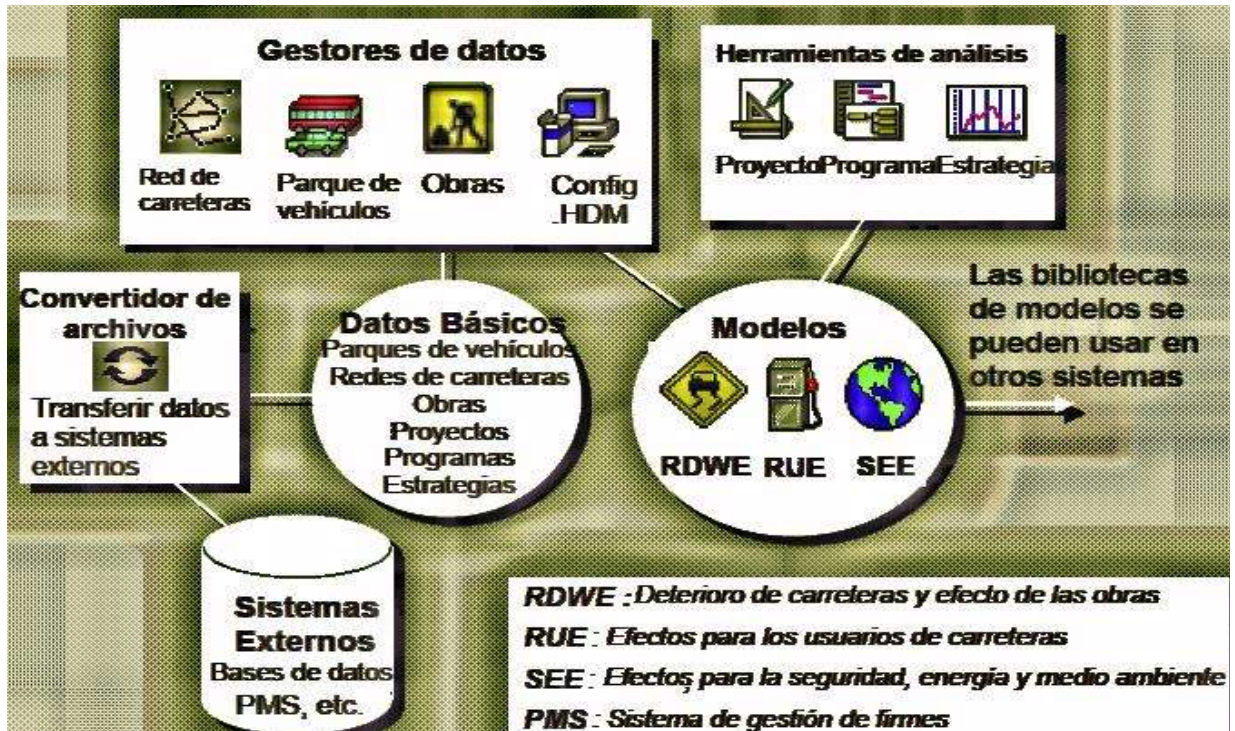 Gestores de datos
Red de
carreteras
Parque de
vehículos
Obras
Config
.HDM
Herramientas de análisis
Proyecto
Programa
Estrategia
Convertidor de
archivos
Transferir datos
a sistemas
externos
Datos Básicos
Parques de vehículos
Redes de carreteras
Obras
Proyectos
Programas
Estrategias
Modelos
RDWE
RUE
SEE
Las bibliotecas
de modelos se
pueden usar en
otros sistemas
Sistemas
Externos
Bases de datos
PMS, etc.
RDWE : Deterioro de carreteras y efecto de las obras
RUE : Efectos para los usuarios de carreteras
SEE : Efectos para la seguridad, energía y medio ambiente
PMS : Sistema de gestión de firmes